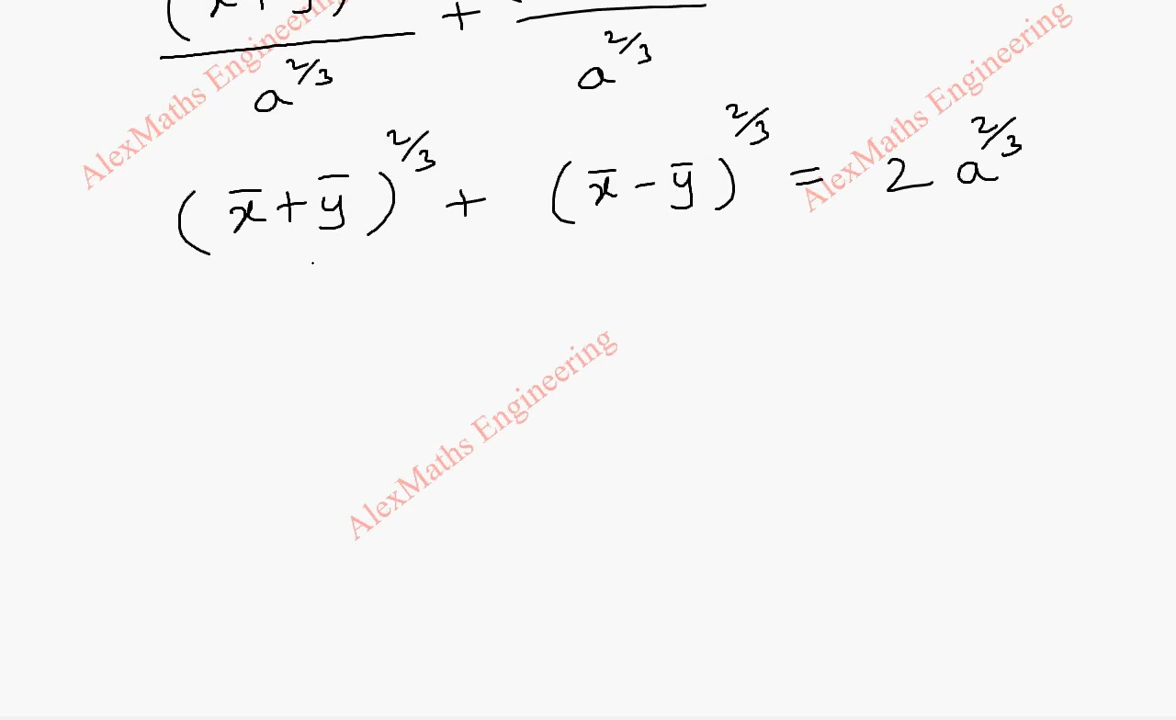 (x̄+ȳ) + 
a^{2/3} a^{2/3}
(x̄+ȳ)^{2/3} + (x̄-ȳ)^{2/3} = 2 a^{2/3}
AlexMaths Engineering
AlexMaths Engineering
AlexMaths Engineering